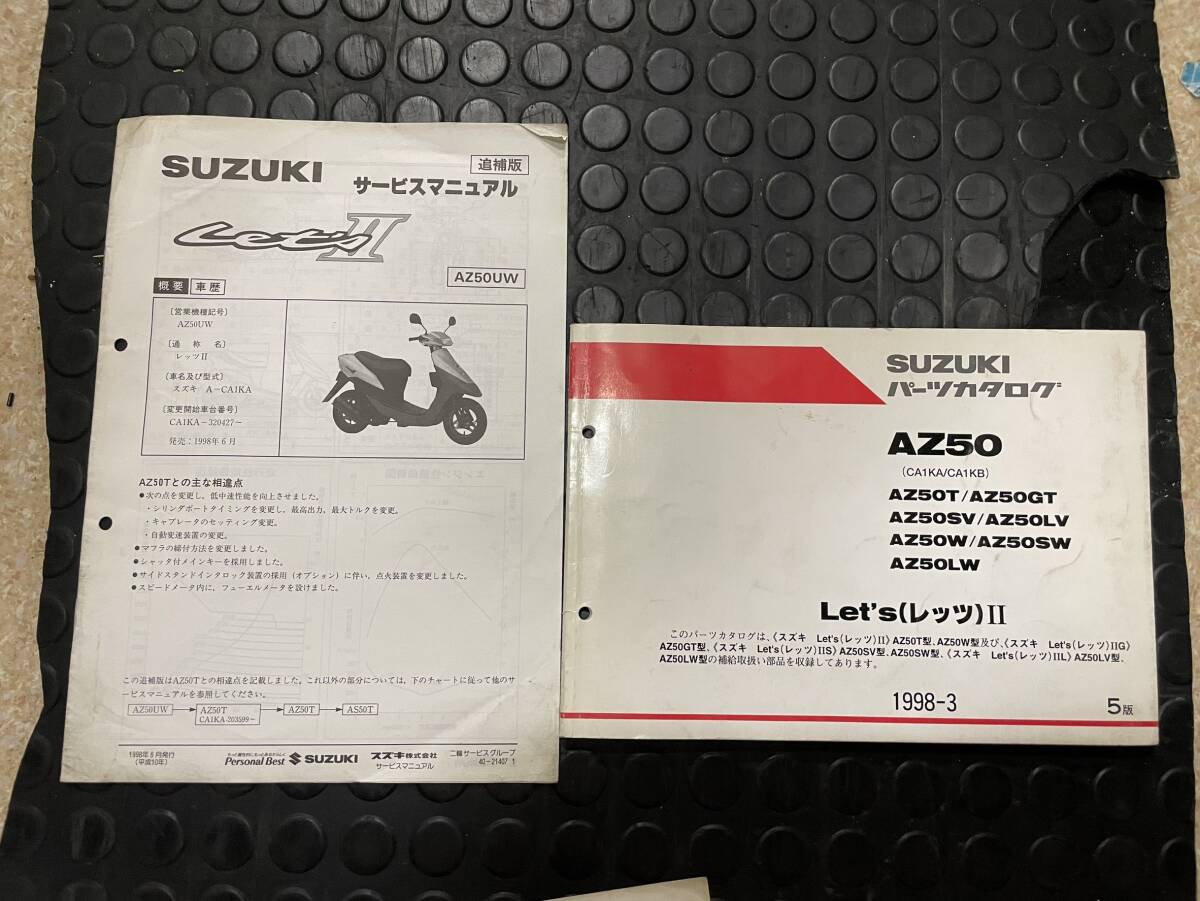 SUZUKI
追補版
サービスマニュアル
Let's II
AZ50UW
概要 車歴
〔営業機種記号〕
AZ50UW
〔通 称 名〕
レッツⅡ
〔車名及び型式〕
スズキ A-CA1KA
〔変更開始車台番号〕
CA1KA-320427~
発売:1998年6月
AZ50Tとの主な相違点
●次の点を変更し,低中速性能を向上させました。
・シリンダポートタイミングを変更し,最高出力,最大トルクを変更。
・キャブレータのセッティング変更。
・自動変速装置の変更。
●マフラの締付方法を変更しました。
●シャッタ付メインキーを採用しました。
●サイドスタンドインタロック装置の採用(オプション)に伴い,点火装置を変更しました。
●スピードメータ内に,フューエルメータを設けました。
この追補版はAZ50Tとの相違点を記載しました。これ以外の部分については,下のチャートに従って他のサ
ービスマニュアルを参照してください。
AZ50UW → AZ50T → AZ50T → AS50T
CA1KA-203599~
1998年6月発行
(平成10年)
Personal Best
SUZUKI
スズキ株式会社
サービスマニュアル
二輪サービスグループ
40-21407 1
SUZUKI
パーツカタログ
AZ50
(CA1KA/CA1KB)
AZ50T/AZ50GT
AZ50SV/AZ50LV
AZ50W/AZ50SW
AZ50LW
Let's(レッツ)Ⅱ
このパーツカタログは、《スズキ Let's(レッツ)Ⅱ》AZ50T型、AZ50W型及び、《スズキ Let's(レッツ)ⅡG》
AZ50GT型、《スズキ Let's(レッツ)ⅡS》AZ50SV型、AZ50SW型、《スズキ Let's(レッツ)ⅡL》AZ50LV型、
AZ50LW型の補給取扱い部品を収録してあります。
1998-3
5版